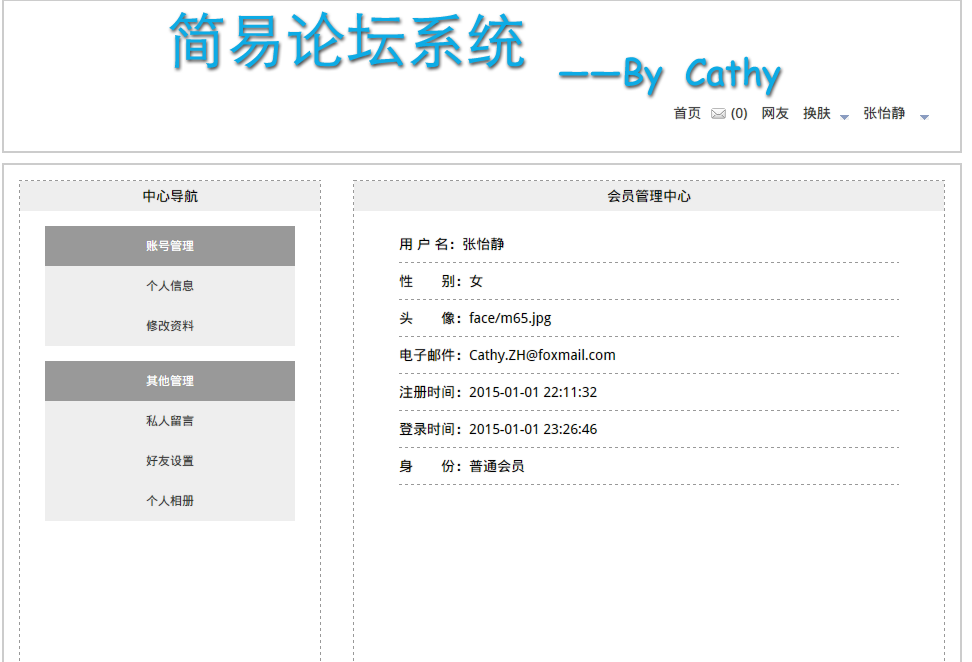 简易论坛系统
——By Cathy
首页 (0) 网友 换肤 张怡静
中心导航
账号管理
个人信息
修改资料
其他管理
私人留言
好友设置
个人相册
会员管理中心
用 户 名：张怡静
性　　别：女
头　　像：face/m65.jpg
电子邮件：Cathy.ZH@foxmail.com
注册时间：2015-01-01 22:11:32
登录时间：2015-01-01 23:26:46
身　　份：普通会员